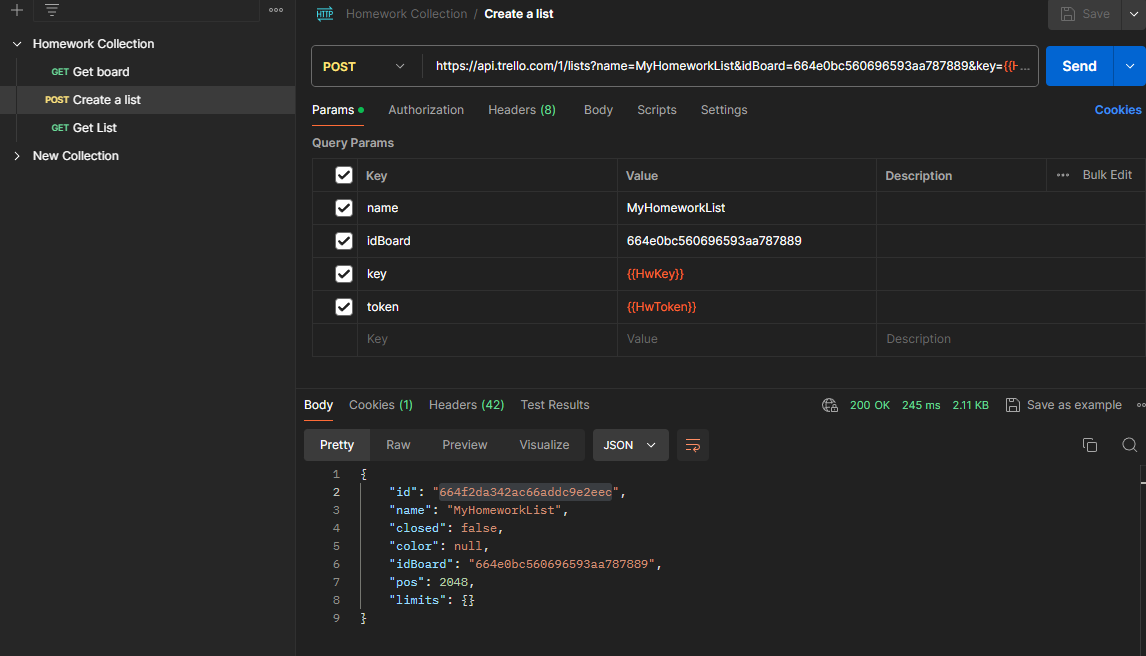 HTTP Homework Collection / Create a list
Save
Homework Collection
GET Get board
POST Create a list
GET Get List
New Collection
POST
https://api.trello.com/1/lists?name=MyHomeworkList&idBoard=664e0bc560696593aa787889&key={{H...
Send
Params Authorization Headers (8) Body Scripts Settings
Cookies
Query Params
Key Value Description ... Bulk Edit
name MyHomeworkList
idBoard 664e0bc560696593aa787889
key {{HwKey}}
token {{HwToken}}
Key Value Description
Body Cookies (1) Headers (42) Test Results
200 OK 245 ms 2.11 KB Save as example
Pretty Raw Preview Visualize JSON
1 {
2 "id": "664f2da342ac66addc9e2eec",
3 "name": "MyHomeworkList",
4 "closed": false,
5 "color": null,
6 "idBoard": "664e0bc560696593aa787889",
7 "pos": 2048,
8 "limits": {}
9 }